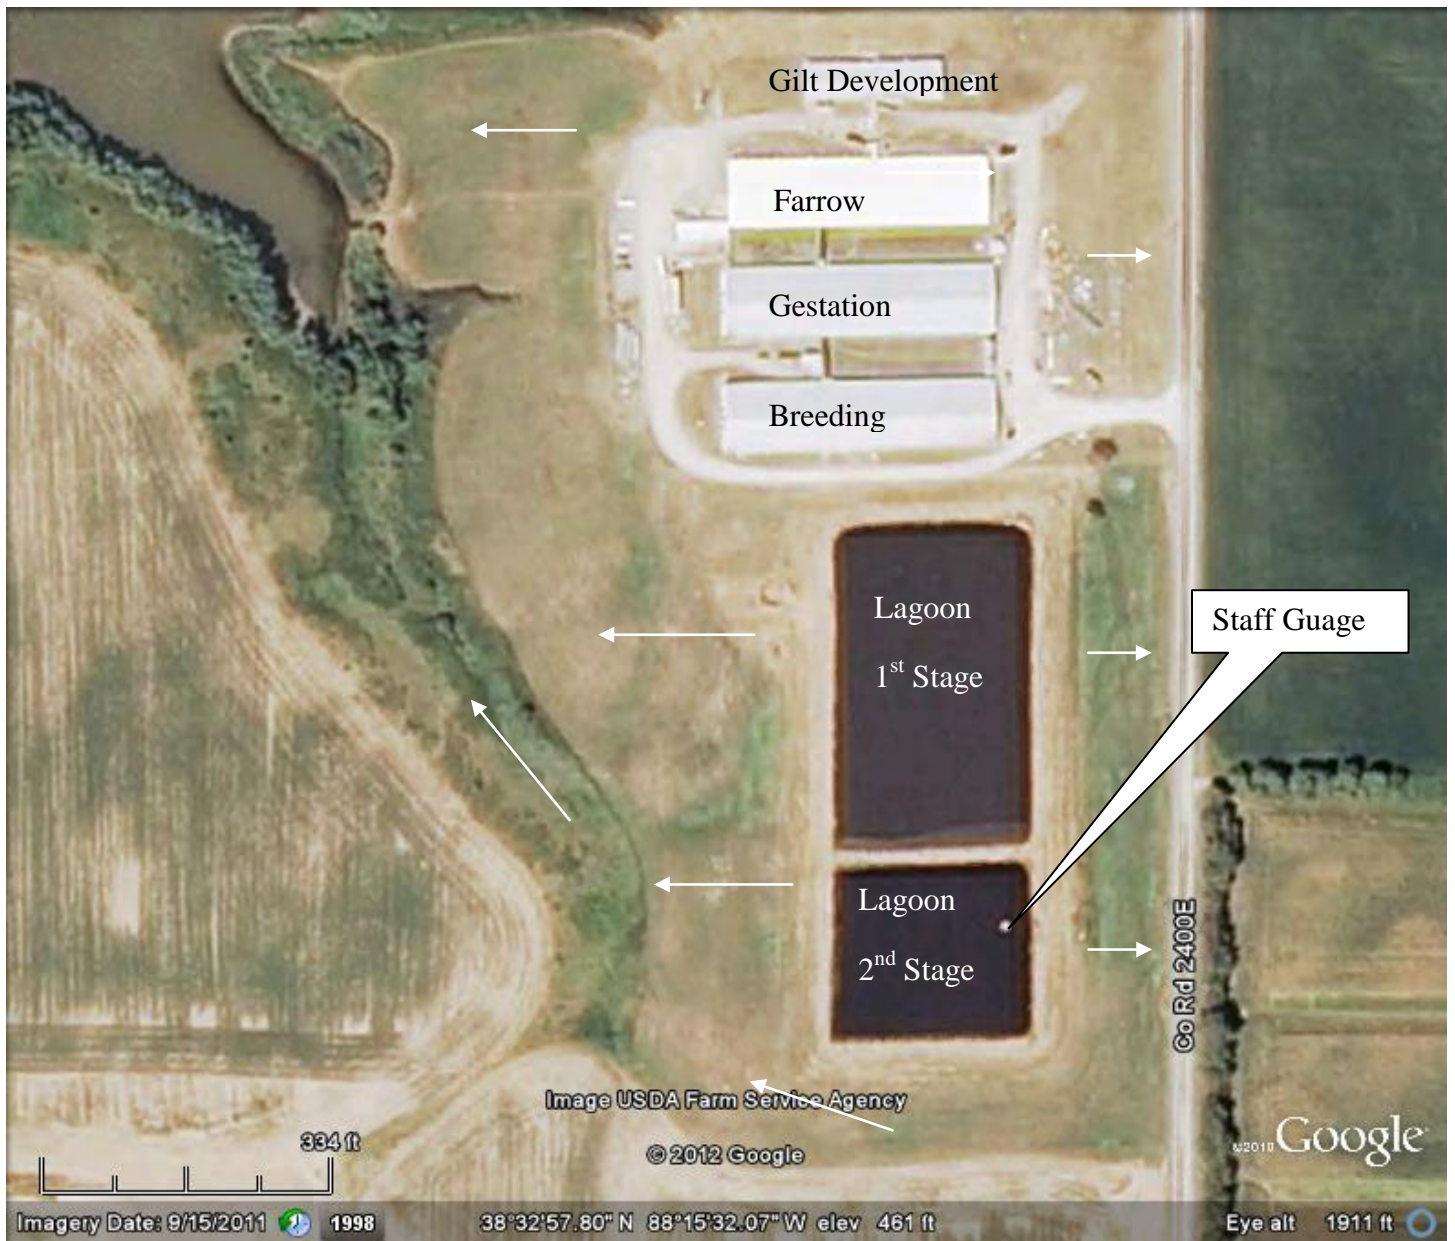 Gilt Development
Farrow
Gestation
Breeding
Lagoon
1st Stage
Staff Guage
Lagoon
2nd Stage
Co Rd 2400E
Image USDA Farm Service Agency
© 2012 Google
334 ft
©2010 Google
Imagery Date: 9/15/2011 1998 38°32'57.80" N 88°15'32.07" W elev 461 ft Eye alt 1911 ft